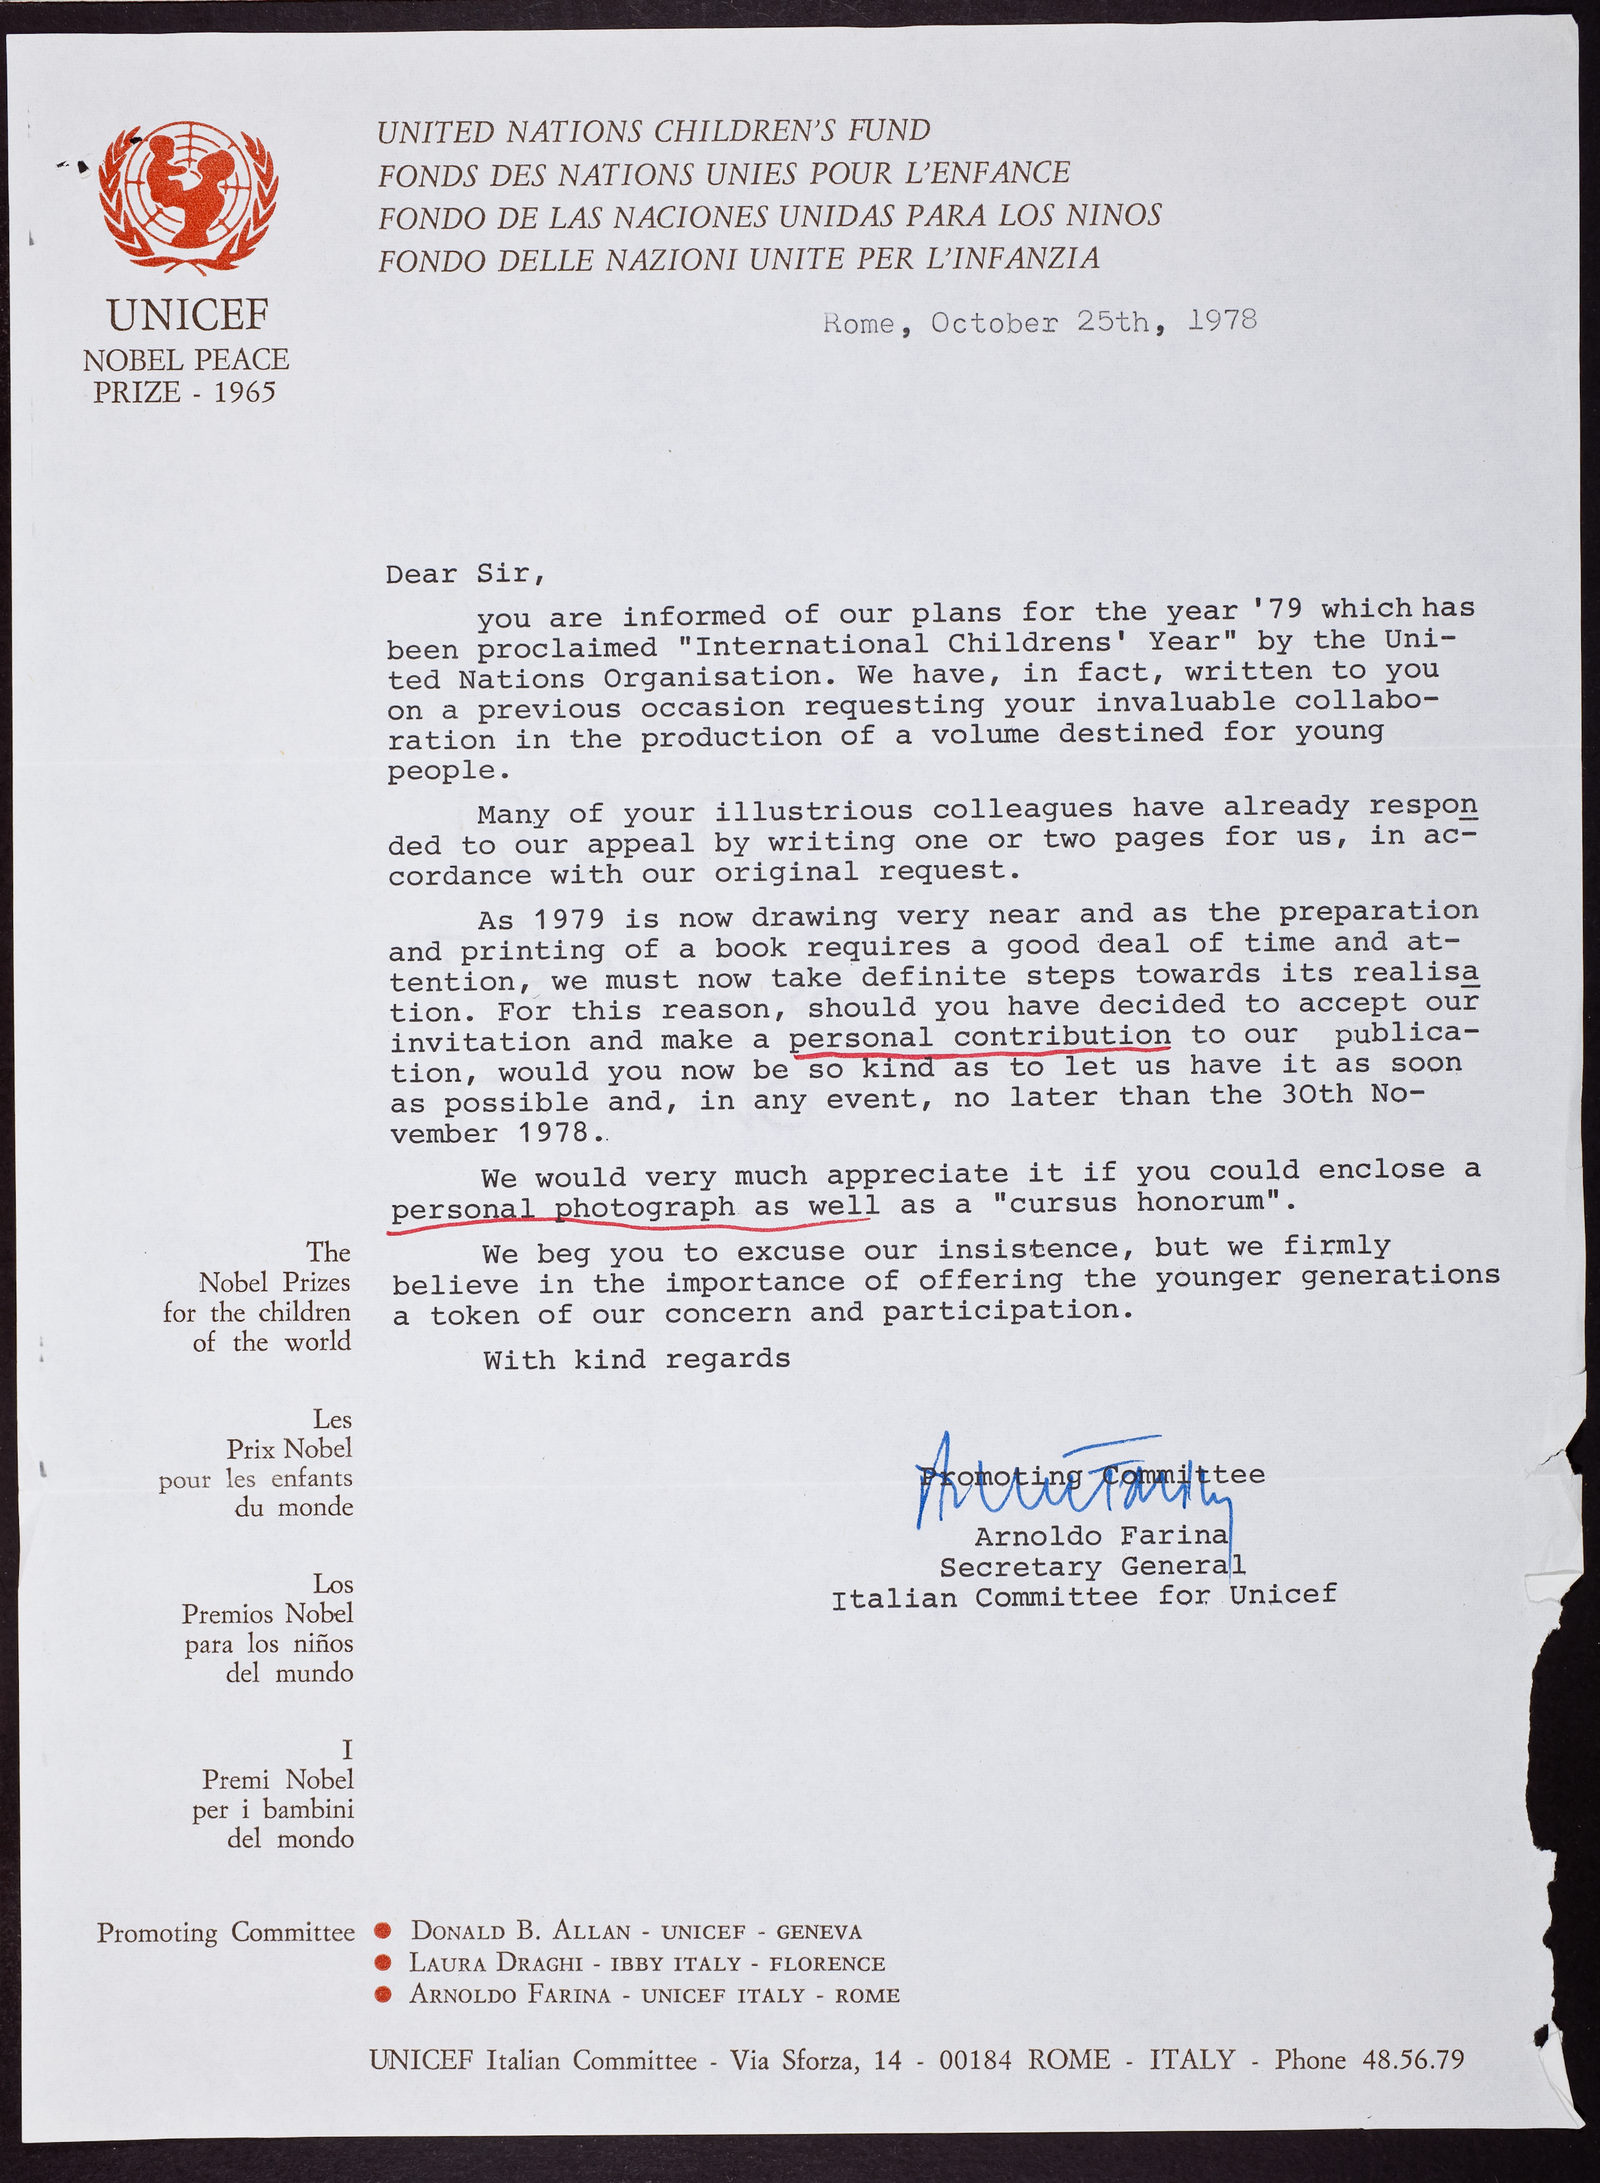 UNITED NATIONS CHILDREN'S FUND
FONDS DES NATIONS UNIES POUR L'ENFANCE
FONDO DE LAS NACIONES UNIDAS PARA LOS NINOS
FONDO DELLE NAZIONI UNITE PER L'INFANZIA
UNICEF
NOBEL PEACE
PRIZE - 1965
Rome, October 25th, 1978
Dear Sir,
you are informed of our plans for the year '79 which has
been proclaimed "International Childrens' Year" by the Uni-
ted Nations Organisation. We have, in fact, written to you
on a previous occasion requesting your invaluable collabo-
ration in the production of a volume destined for young
people.
Many of your illustrious colleagues have already respon
ded to our appeal by writing one or two pages for us, in ac-
cordance with our original request.
As 1979 is now drawing very near and as the preparation
and printing of a book requires a good deal of time and at-
tention, we must now take definite steps towards its realisa
tion. For this reason, should you have decided to accept our
invitation and make a personal contribution to our publica-
tion, would you now be so kind as to let us have it as soon
as possible and, in any event, no later than the 30th No-
vember 1978.
We would very much appreciate it if you could enclose a
personal photograph as well as a "cursus honorum".
We beg you to excuse our insistence, but we firmly
believe in the importance of offering the younger generations
a token of our concern and participation.
With kind regards
Promoting Committee
Arnoldo Farina
Arnoldo Farina
Secretary General
Italian Committee for Unicef
The
Nobel Prizes
for the children
of the world
Les
Prix Nobel
pour les enfants
du monde
Los
Premios Nobel
para los niños
del mundo
I
Premi Nobel
per i bambini
del mondo
Promoting Committee ● DONALD B. ALLAN - UNICEF - GENEVA
● LAURA DRAGHI - IBBY ITALY - FLORENCE
● ARNOLDO FARINA - UNICEF ITALY - ROME
UNICEF Italian Committee - Via Sforza, 14 - 00184 ROME - ITALY - Phone 48.56.79